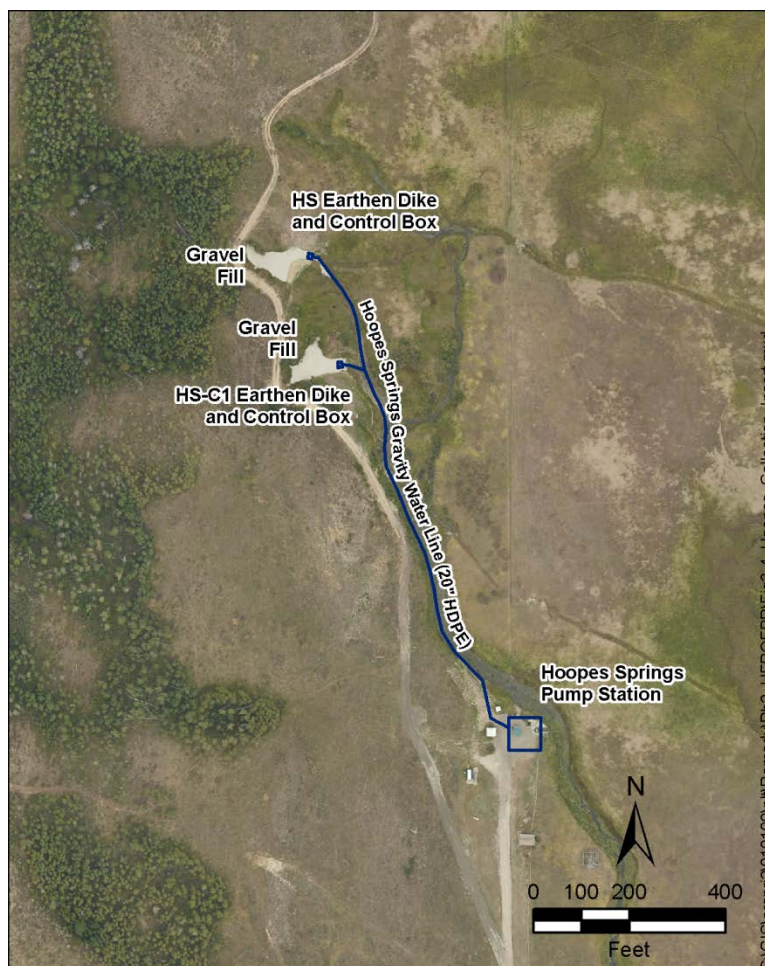 HS Earthen Dike
and Control Box
Gravel
Fill
Gravel
Fill
HS-C1 Earthen Dike
and Control Box
Hoopes Springs Gravity Water Line (20" HDPE)
Hoopes Springs
Pump Station
N
0 100 200 400
Feet